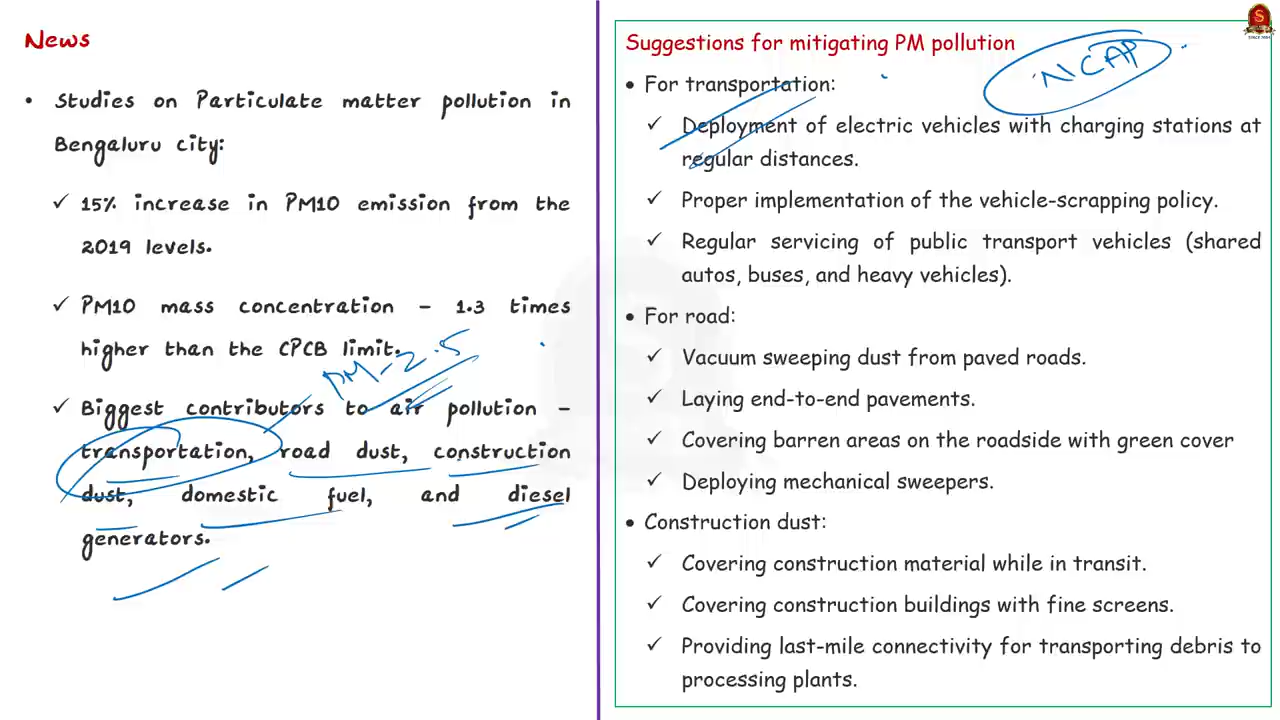 News
• Studies on Particulate matter pollution in
Bengaluru city:
✓ 15% increase in PM10 emission from the
2019 levels.
✓ PM10 mass concentration – 1.3 times
higher than the CPCB limit.
PM-2.5
✓ Biggest contributors to air pollution –
transportation, road dust, construction
dust, domestic fuel, and diesel
generators.
Suggestions for mitigating PM pollution
NCAP
• For transportation:
✓ Deployment of electric vehicles with charging stations at
regular distances.
✓ Proper implementation of the vehicle-scrapping policy.
✓ Regular servicing of public transport vehicles (shared
autos, buses, and heavy vehicles).
• For road:
✓ Vacuum sweeping dust from paved roads.
✓ Laying end-to-end pavements.
✓ Covering barren areas on the roadside with green cover
✓ Deploying mechanical sweepers.
• Construction dust:
✓ Covering construction material while in transit.
✓ Covering construction buildings with fine screens.
✓ Providing last-mile connectivity for transporting debris to
processing plants.